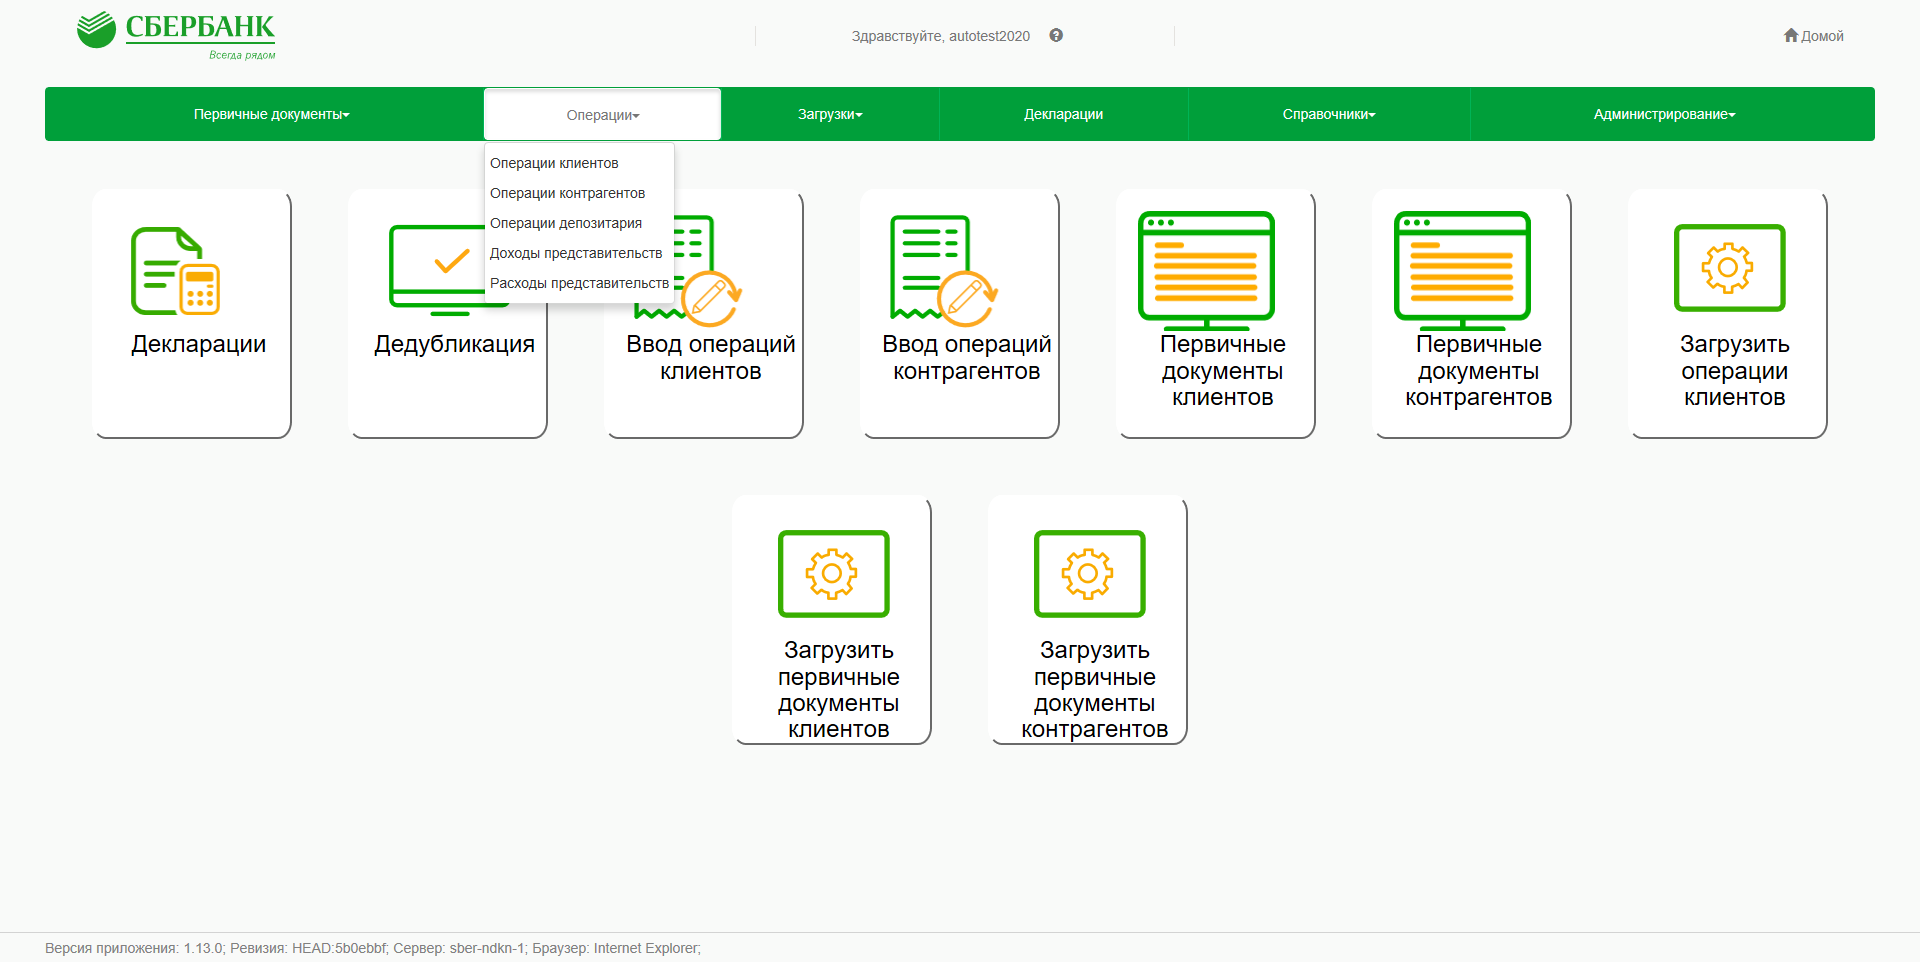 СБЕРБАНК
Всегда рядом
Здравствуйте, autotest2020
Домой
Первичные документы
Операции
Загрузки
Декларации
Справочники
Администрирование
Операции клиентов
Операции контрагентов
Операции депозитария
Доходы представительств
Расходы представительств
Декларации
Дедубликация
Ввод операций
клиентов
Ввод операций
контрагентов
Первичные
документы
клиентов
Первичные
документы
контрагентов
Загрузить
операции
клиентов
Загрузить
первичные
документы
клиентов
Загрузить
первичные
документы
контрагентов
Версия приложения: 1.13.0; Ревизия: HEAD:5b0ebbf; Сервер: sber-ndkn-1; Браузер: Internet Explorer;